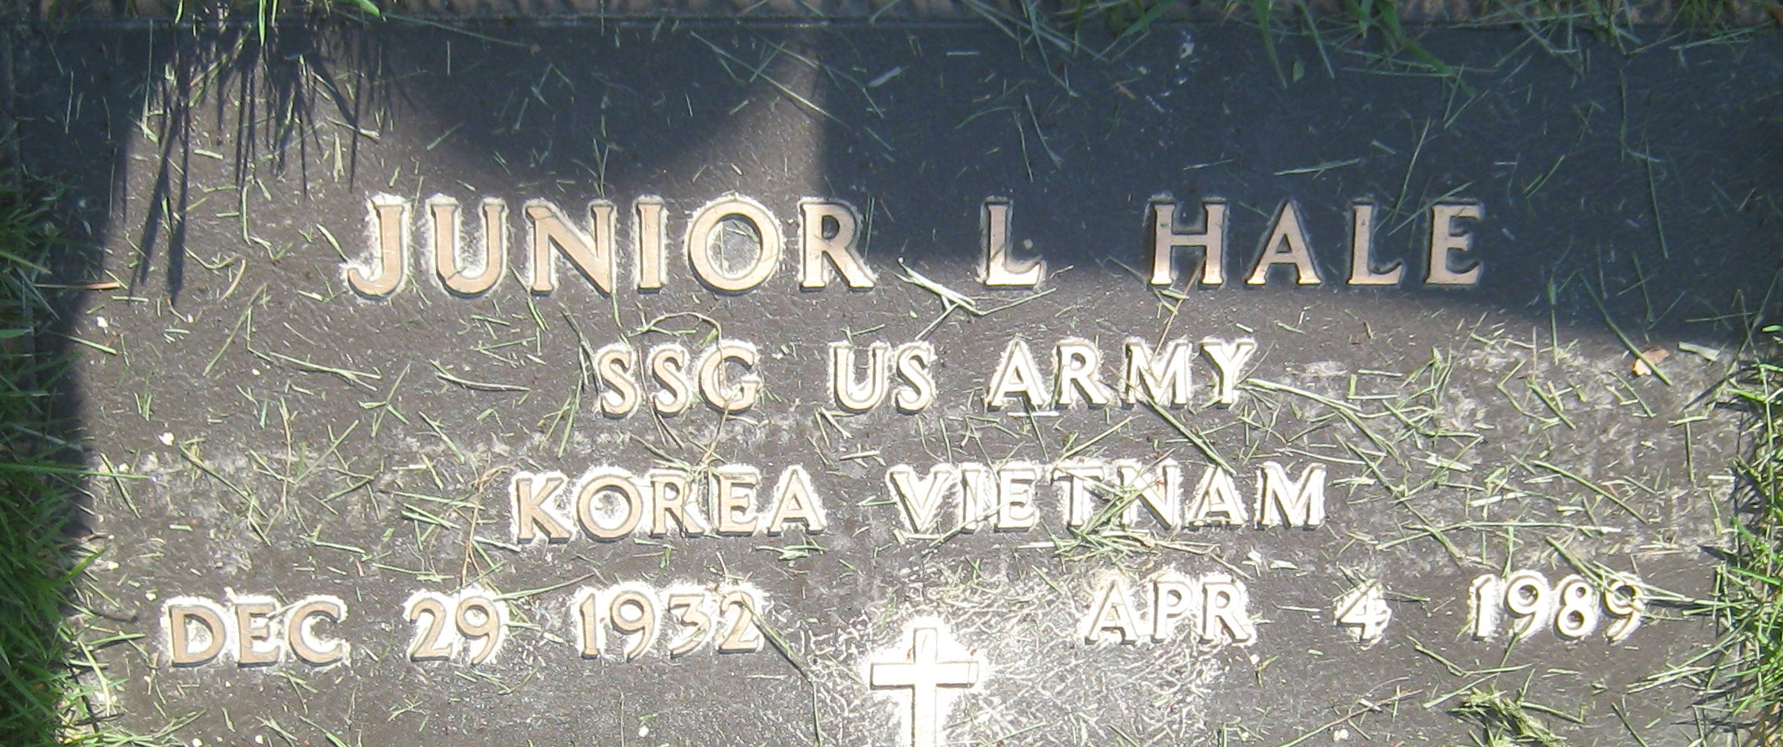 JUNIOR L HALE
SSG US ARMY
KOREA VIETNAM
DEC 29 1932 APR 4 1989